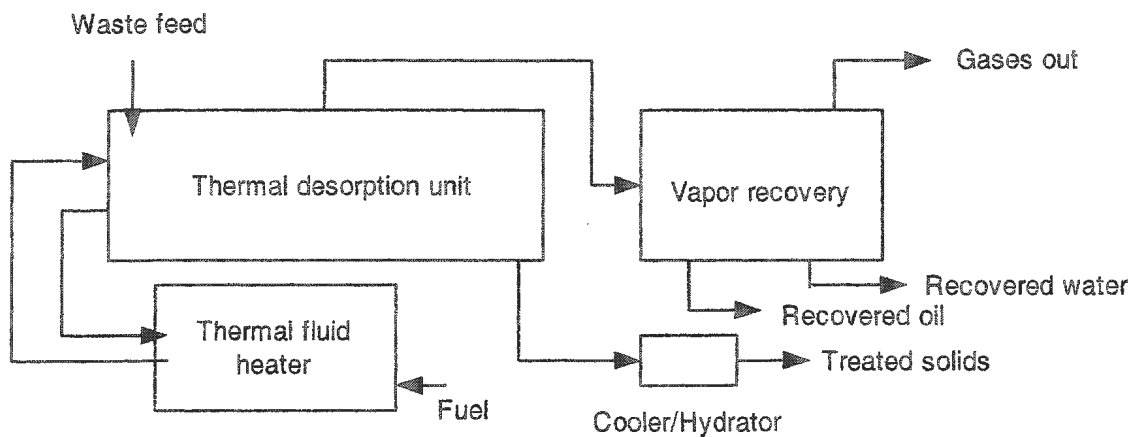 Waste feed
Gases out
Thermal desorption unit
Vapor recovery
Recovered water
Recovered oil
Thermal fluid
heater
Treated solids
Fuel
Cooler/Hydrator